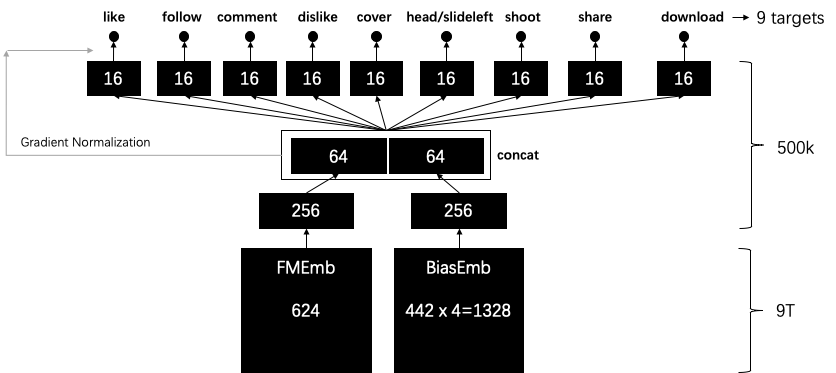 like follow comment dislike cover head/slideleft shoot share download 9 targets
16 16 16 16 16 16 16 16 16
Gradient Normalization
64 64 concat
500k
256 256
FMEmb BiasEmb
624 442 x 4=1328
9T